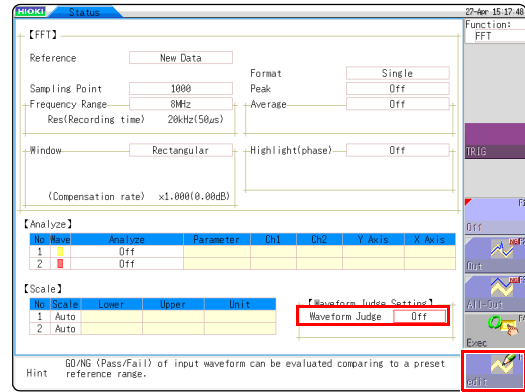 HIOKI Status 27-Apr 15:17:48
Function:
FFT
【FFT】
Reference New Data
Format Single
Sampling Point 1000 Peak Off
Frequency Range 8MHz Average Off
Res(Recording time) 20kHz(50µs)
Window Rectangular Highlight(phase) Off
TRIG
(Compensation rate) ×1.000(0.00dB)
【Analyze】
Off
No Wave Analyze Parameter Ch1 Ch2 Y Axis X Axis
1 Off
2 Off
NG
Out
【Scale】
No Scale Lower Upper Unit
【Waveform Judge Setting】
1 Auto
Waveform Judge Off
2 Auto
NG
All-Out
Exec
Hint GO/NG (Pass/Fail) of input waveform can be evaluated comparing to a preset
reference range.
edit